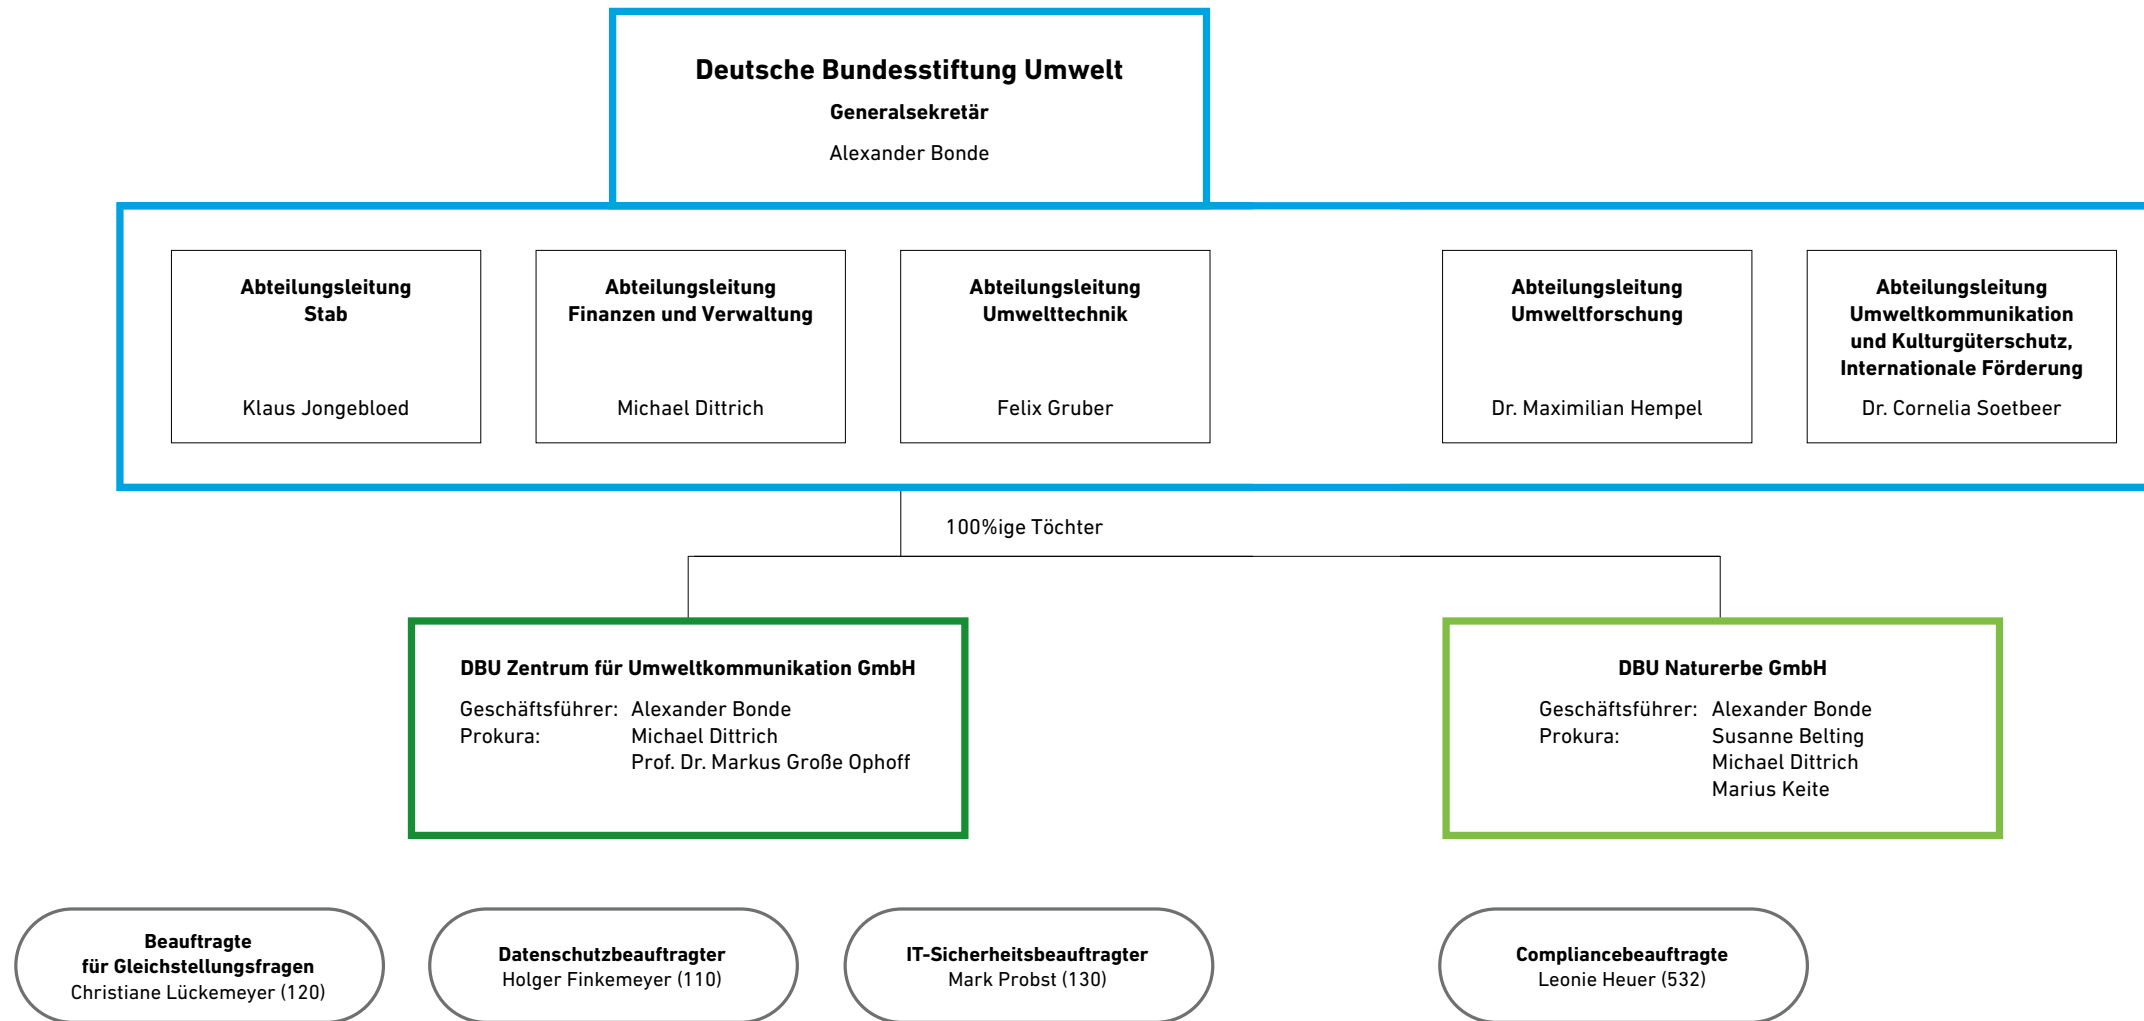 Deutsche Bundesstiftung Umwelt
Generalsekretär
Alexander Bonde
Abteilungsleitung
Stab
Klaus Jongebloed
Abteilungsleitung
Finanzen und Verwaltung
Michael Dittrich
Abteilungsleitung
Umwelttechnik
Felix Gruber
Abteilungsleitung
Umweltforschung
Dr. Maximilian Hempel
Abteilungsleitung
Umweltkommunikation
und Kulturgüterschutz,
Internationale Förderung
Dr. Cornelia Soetbeer
100%ige Töchter
DBU Zentrum für Umweltkommunikation GmbH
Geschäftsführer: Alexander Bonde
Prokura: Michael Dittrich
Prof. Dr. Markus Große Ophoff
DBU Naturerbe GmbH
Geschäftsführer: Alexander Bonde
Prokura: Susanne Belting
Michael Dittrich
Marius Keite
Beauftragte
für Gleichstellungsfragen
Christiane Lückemeyer (120)
Datenschutzbeauftragter
Holger Finkemeyer (110)
IT-Sicherheitsbeauftragter
Mark Probst (130)
Compliancebeauftragte
Leonie Heuer (532)